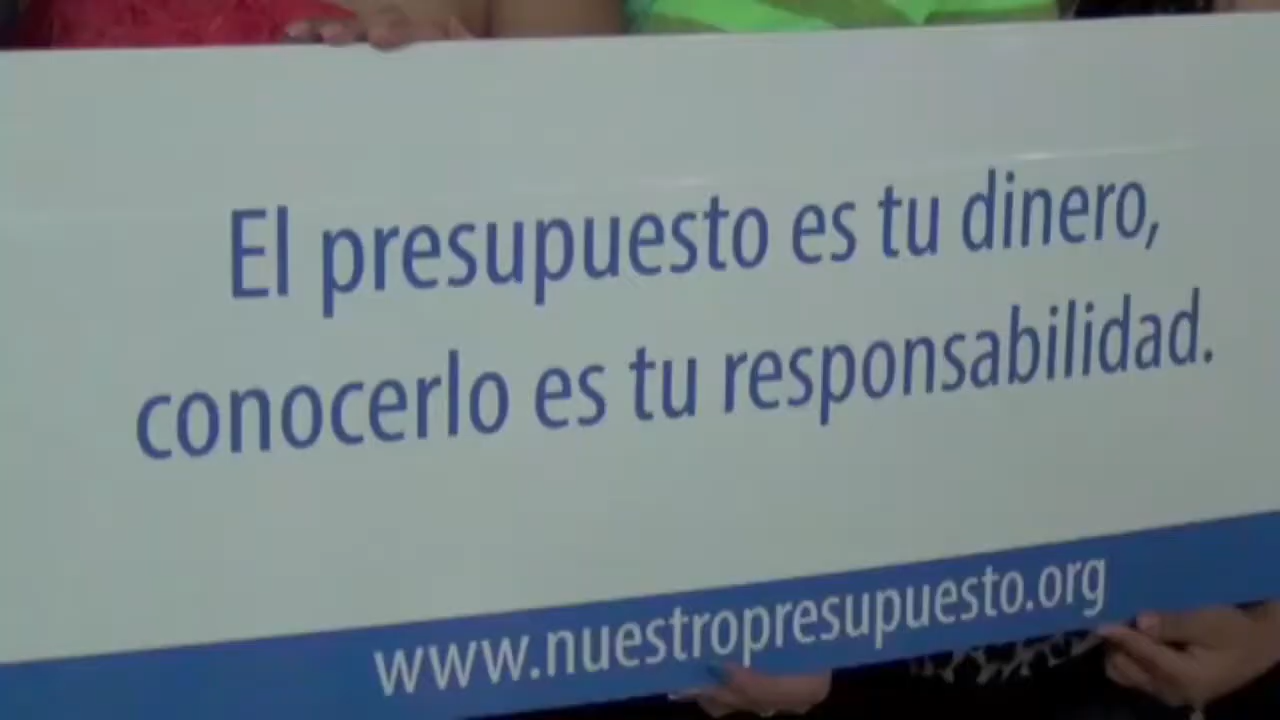 El presupuesto es tu dinero,
conocerlo es tu responsabilidad.
www.nuestropresupuesto.org